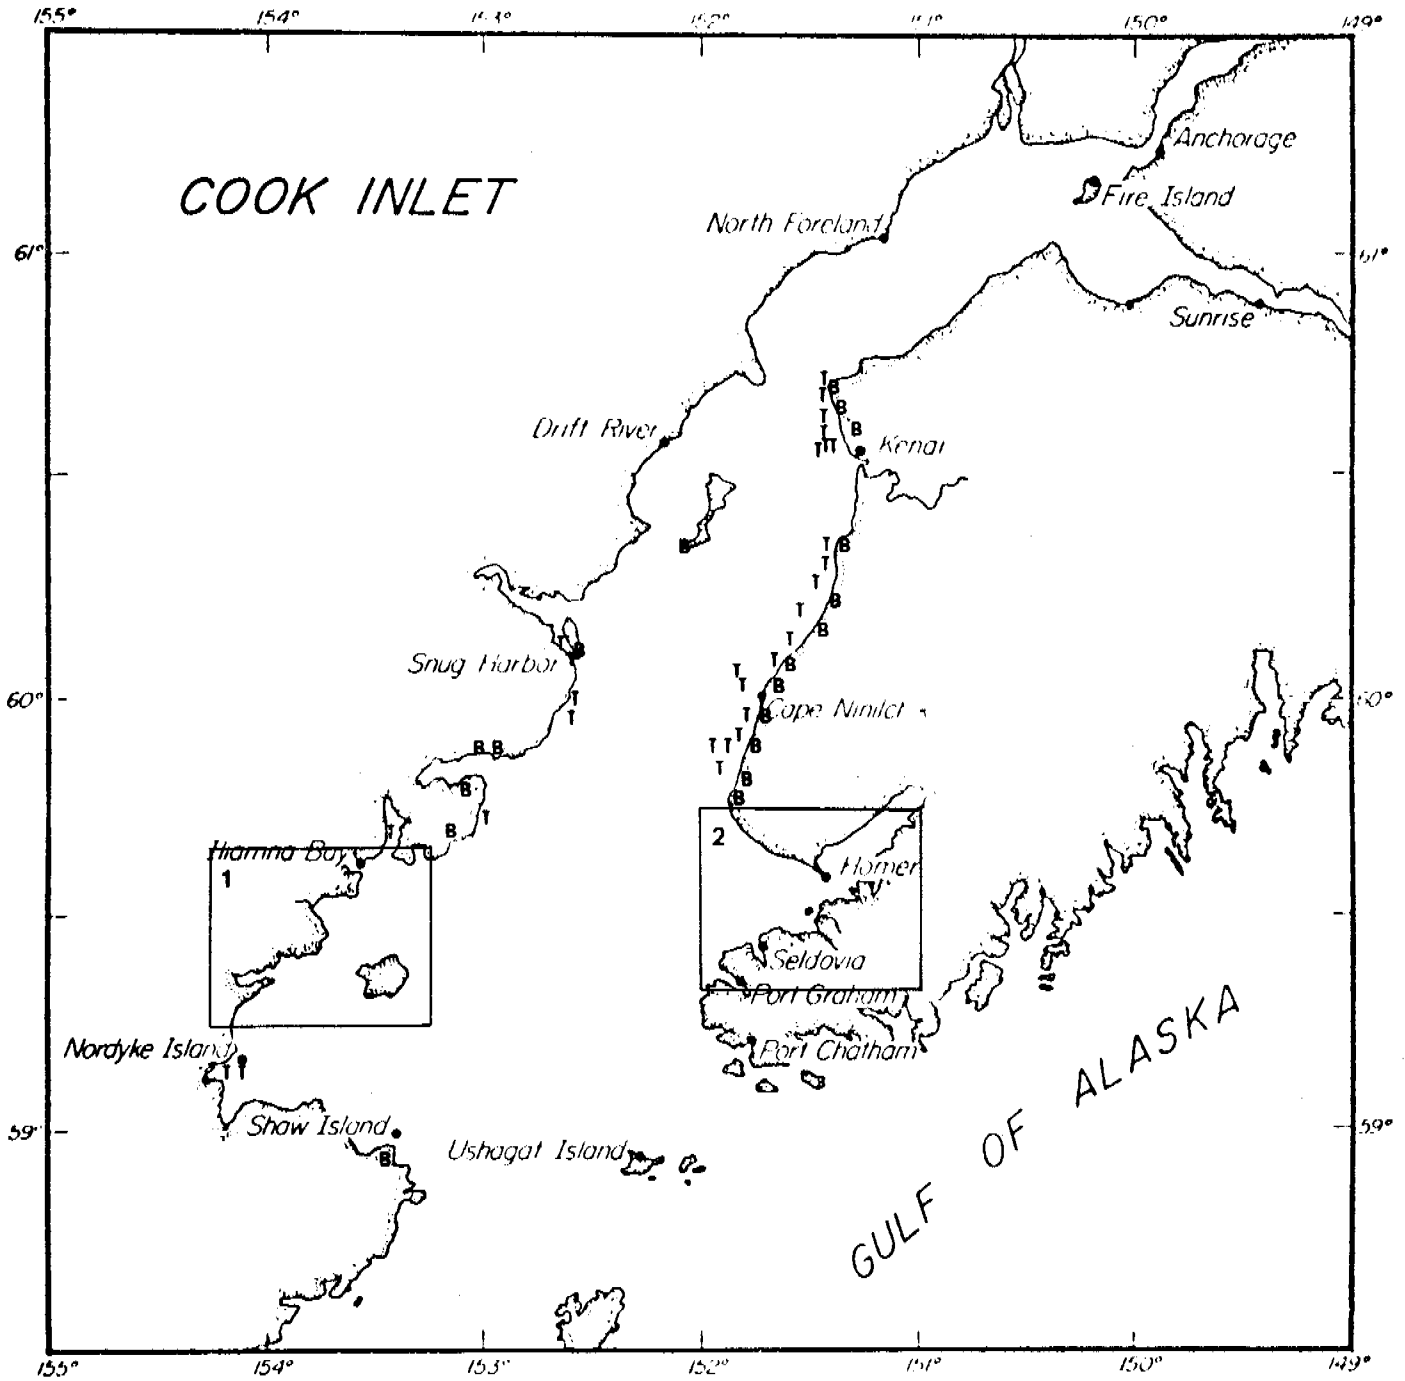 155° 154° 153° 152° 151° 150° 149°
COOK INLET
Anchorage
Fire Island
North Foreland
61° 61°
Sunrise
T
B
T
B
T
Drift River
T B
T T T
Kenai
B
T B
T
T
B
T
B
T
T
B
Snug Harbor
T B
T
T B
T
T
60° 60°
T
T
B
Cape Ninilch
B B
T T T
B
T
B
B
B
T
T
B
2
Iliamna Bay
1
Homer
Seldovia
Port Graham
Nordyke Island
T T
Port Chatham
Shaw Island
59° 59°
B
Ushagat Island
GULF OF ALASKA
155° 154° 153° 152° 151° 150° 149°